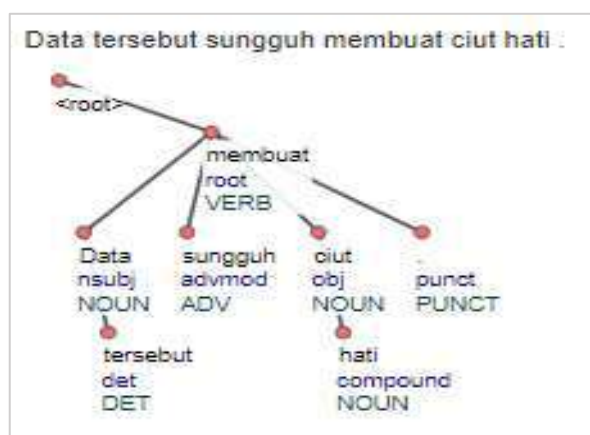 Data tersebut sungguh membuat ciut hati .
<root>
membuat
root
VERB
Data sungguh ciut .
nsubj advmod obj punct
NOUN ADV NOUN PUNCT
tersebut hati
det compound
DET NOUN